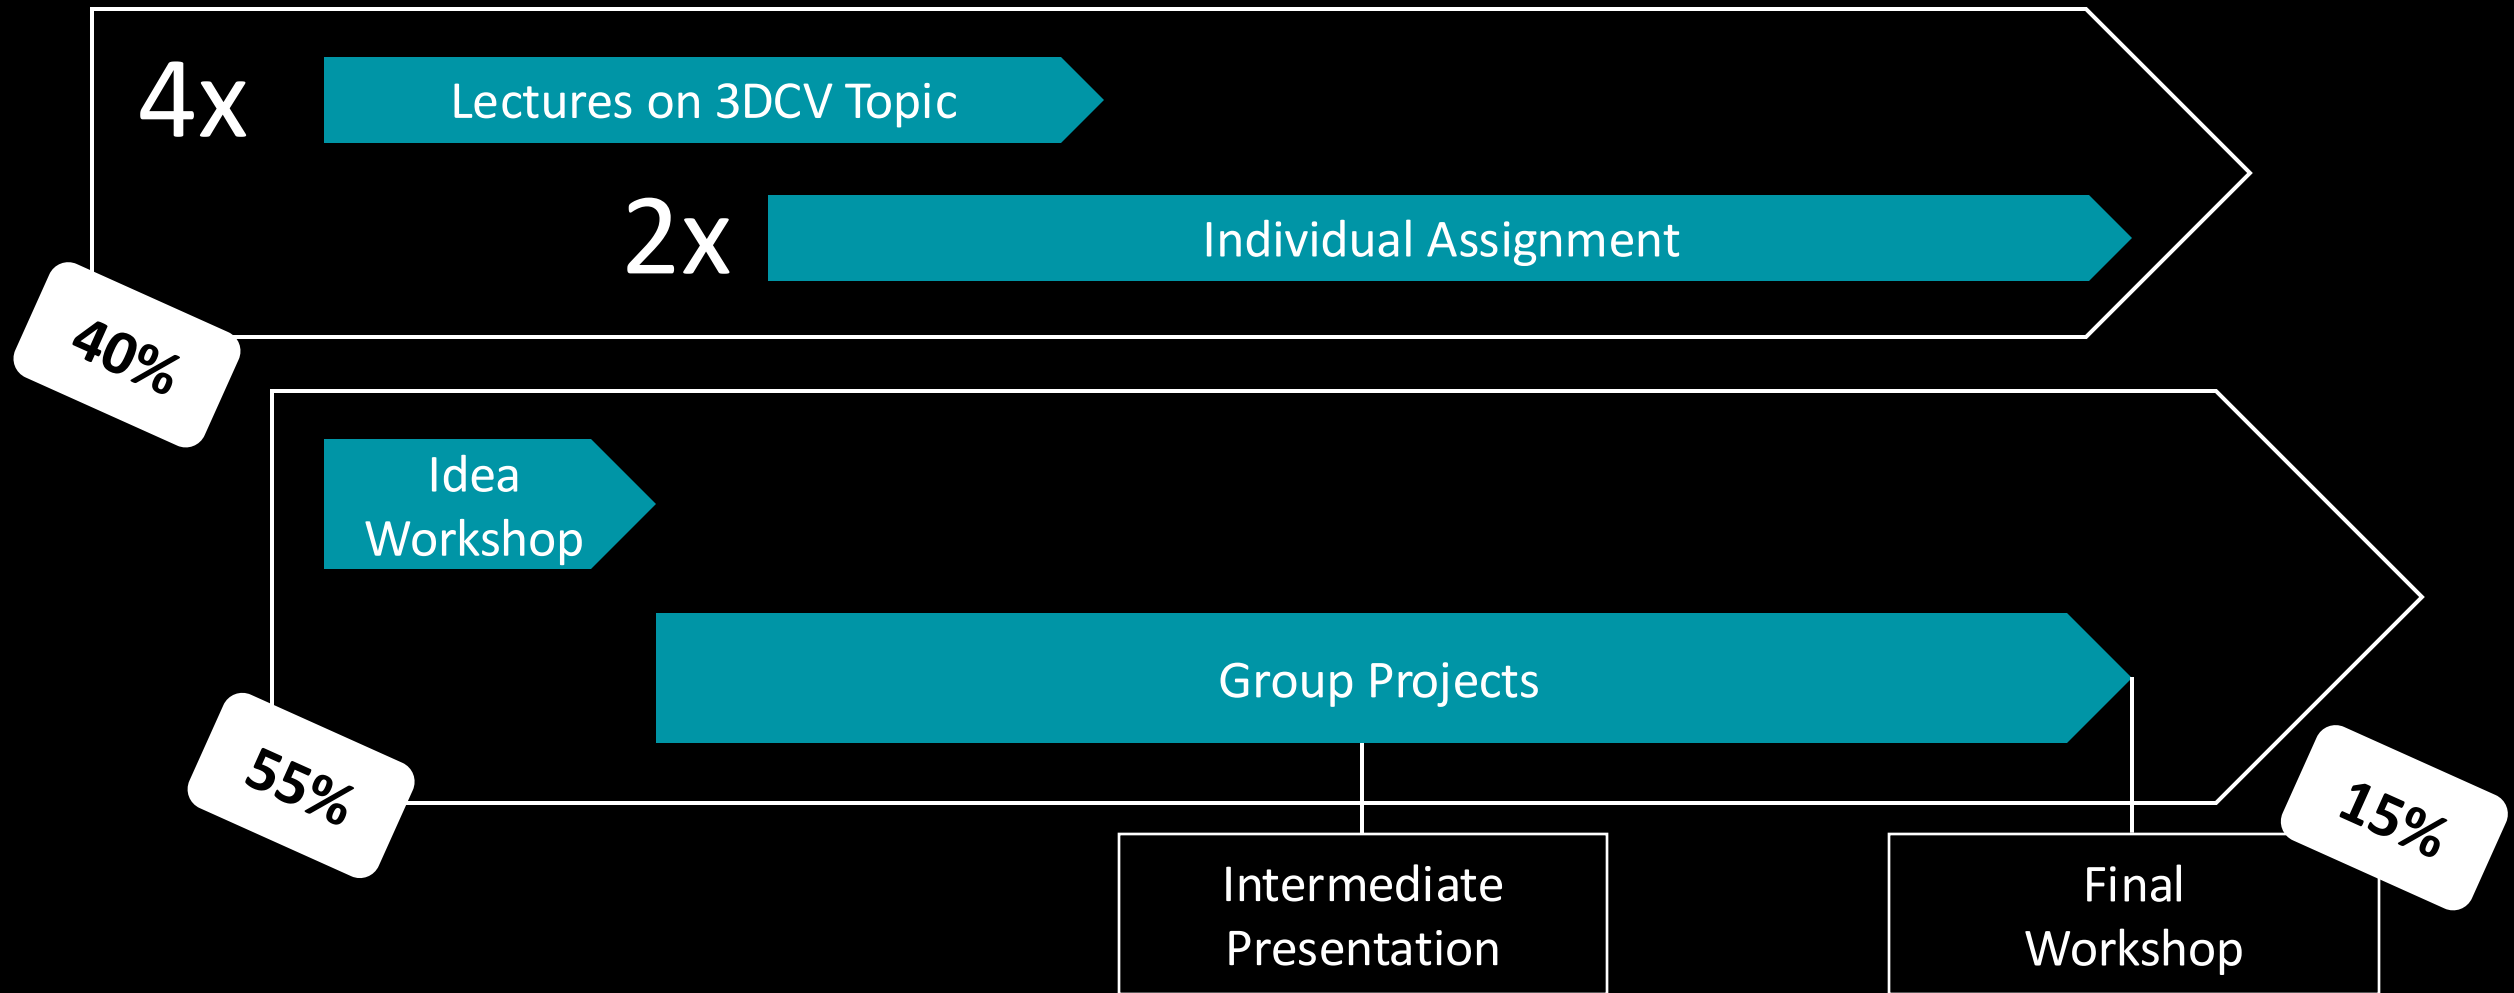 4x
Lectures on 3DCV Topic
2x
Individual Assignment
40%
Idea
Workshop
Group Projects
55%
15%
Intermediate
Presentation
Final
Workshop